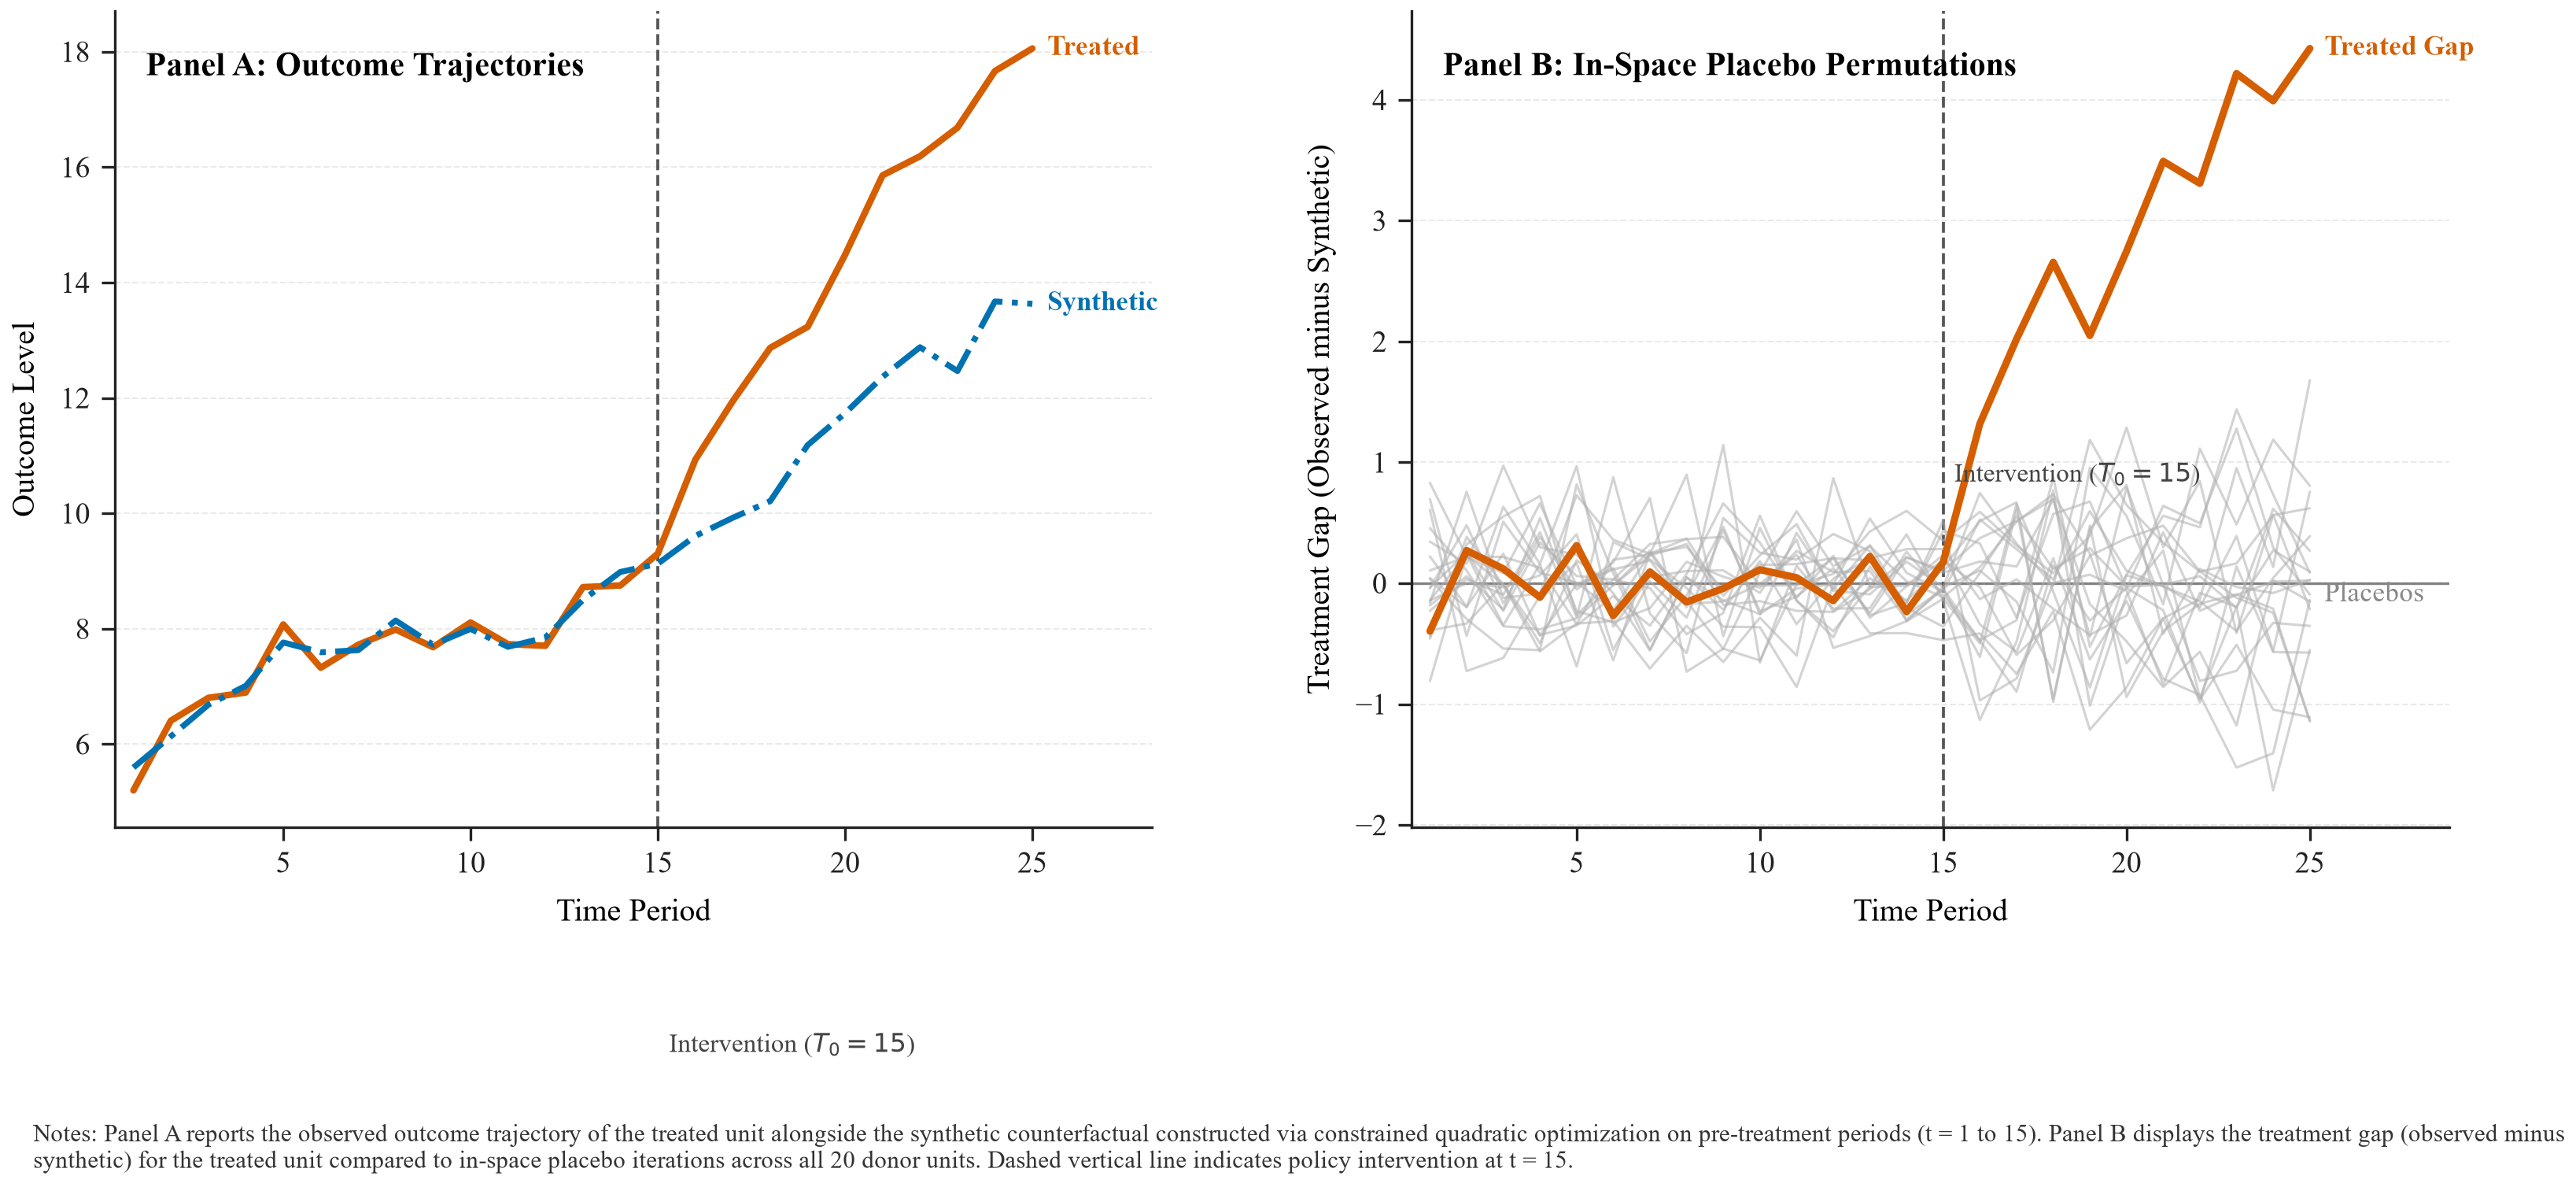 Panel A: Outcome Trajectories
Treated
Synthetic
18
16
14
12
10
8
6
Outcome Level
5
10
15
20
25
Time Period
Intervention (T₀ = 15)
Panel B: In-Space Placebo Permutations
Treated Gap
Intervention (T₀ = 15)
Placebos
4
3
2
1
0
−1
−2
Treatment Gap (Observed minus Synthetic)
5
10
15
20
25
Time Period
Notes: Panel A reports the observed outcome trajectory of the treated unit alongside the synthetic counterfactual constructed via constrained quadratic optimization on pre-treatment periods (t = 1 to 15). Panel B displays the treatment gap (observed minus
synthetic) for the treated unit compared to in-space placebo iterations across all 20 donor units. Dashed vertical line indicates policy intervention at t = 15.